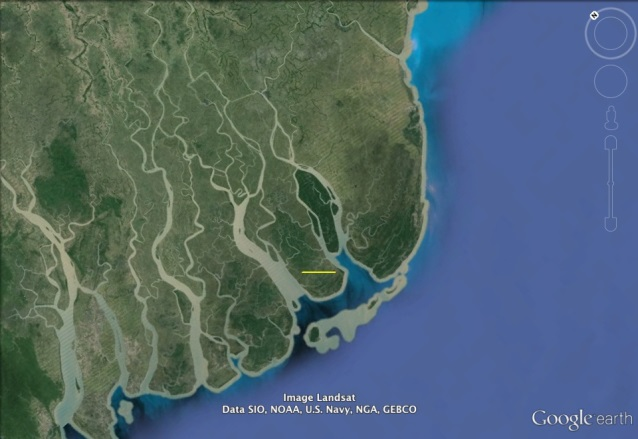 Image Landsat
Data SIO, NOAA, U.S. Navy, NGA, GEBCO
Google earth